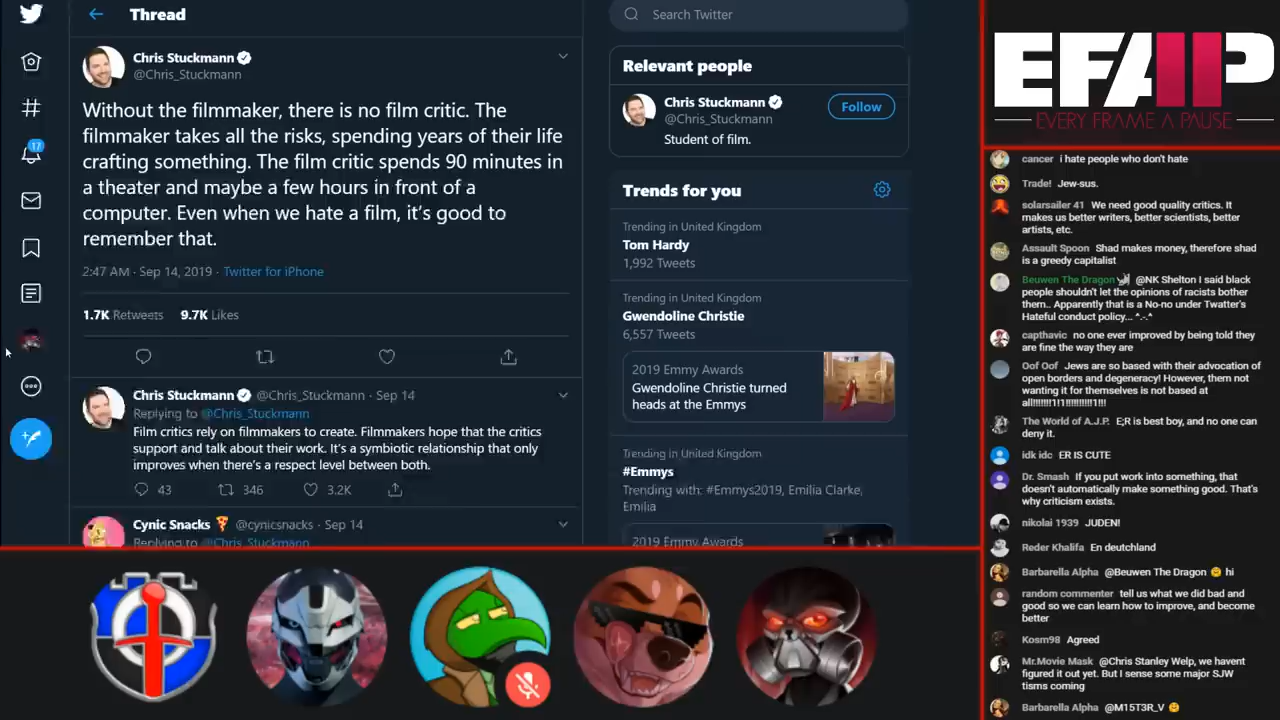 Thread
Chris Stuckmann
@Chris_Stuckmann
Without the filmmaker, there is no film critic. The
filmmaker takes all the risks, spending years of their life
crafting something. The film critic spends 90 minutes in
a theater and maybe a few hours in front of a
computer. Even when we hate a film, it's good to
remember that.
2:47 AM · Sep 14, 2019 · Twitter for iPhone
1.7K Retweets 9.7K Likes
Chris Stuckmann @Chris_Stuckmann · Sep 14
Replying to @Chris_Stuckmann
Film critics rely on filmmakers to create. Filmmakers hope that the critics
support and talk about their work. It's a symbiotic relationship that only
improves when there's a respect level between both.
43 346 3.2K
Cynic Snacks @cynicsnacks · Sep 14
Replying to @Chris_Stuckmann
17
Search Twitter
Relevant people
Chris Stuckmann
@Chris_Stuckmann
Follow
Student of film.
Trends for you
Trending in United Kingdom
Tom Hardy
1,992 Tweets
Trending in United Kingdom
Gwendoline Christie
6,557 Tweets
2019 Emmy Awards
Gwendoline Christie turned
heads at the Emmys
Trending in United Kingdom
#Emmys
Trending with: #Emmys2019, Emilia Clarke,
Emilia
2019 Emmy Awards
EFAP
EVERY FRAME A PAUSE
cancer i hate people who don't hate
Trade! Jew-sus.
solarsailer 41 We need good quality critics. It
makes us better writers, better scientists, better
artists, etc.
Assault Spoon Shad makes money, therefore shad
is a greedy capitalist
Beuwen The Dragon @NK Shelton I said black
people shouldn't let the opinions of racists bother
them.. Apparently that is a No-no under Twatter's
Hateful conduct policy... ^.-.^
capthavic no one ever improved by being told they
are fine the way they are
Oof Oof Jews are so based with their advocation of
open borders and degeneracy! However, them not
wanting it for themselves is not based at
all!!!!!!!!1!1!!!!!!!!!!1!!!
The World of A.J.P. E;R is best boy, and no one can
deny it.
idk idc ER IS CUTE
Dr. Smash If you put work into something, that
doesn't automatically make something good. That's
why criticism exists.
nikolai 1939 JUDEN!
Reder Khalifa En deutchland
Barbarella Alpha @Beuwen The Dragon hi
random commenter tell us what we did bad and
good so we can learn how to improve, and become
better
Kosm98 Agreed
Mr.Movie Mask @Chris Stanley Welp, we havent
figured it out yet. But I sense some major SJW
tisms coming
Barbarella Alpha @M15T3R_V